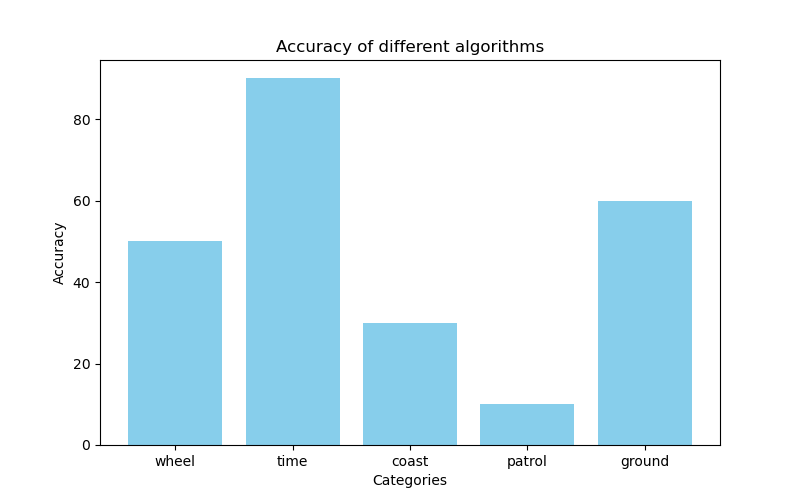 Accuracy of different algorithms
Accuracy
80
60
40
20
0
wheel time coast patrol ground
Categories